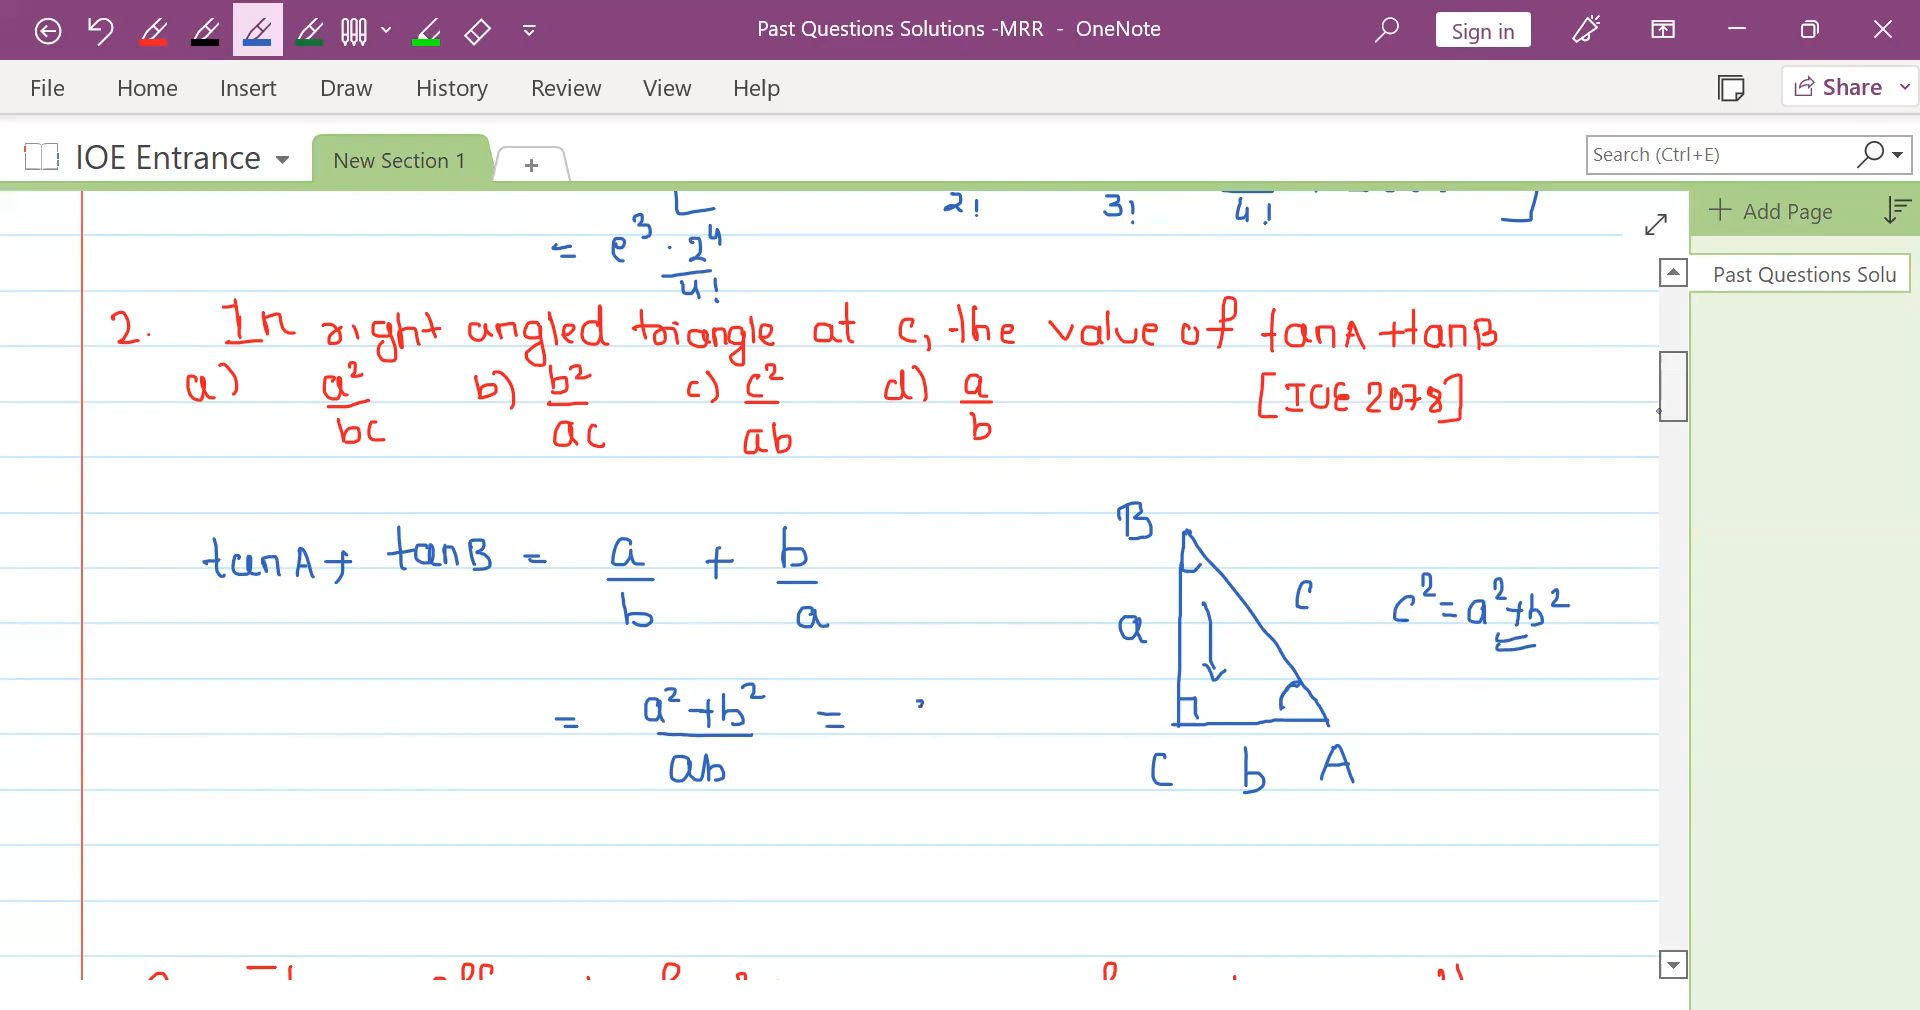 Past Questions Solutions -MRR - OneNote
Sign in
File Home Insert Draw History Review View Help
Share
IOE Entrance New Section 1 +
Search (Ctrl+E)
Add Page
Past Questions Solu
2! 3! 4!
= e³ · 2⁴/4!
2. In right angled triangle at C, the value of tanA + tanB
a) a²/bc b) b²/ac c) c²/ab d) a/b [IOE 2078]
tanA + tanB = a/b + b/a
= a² + b²/ab =
B
a c
C b A
c² = a² + b²